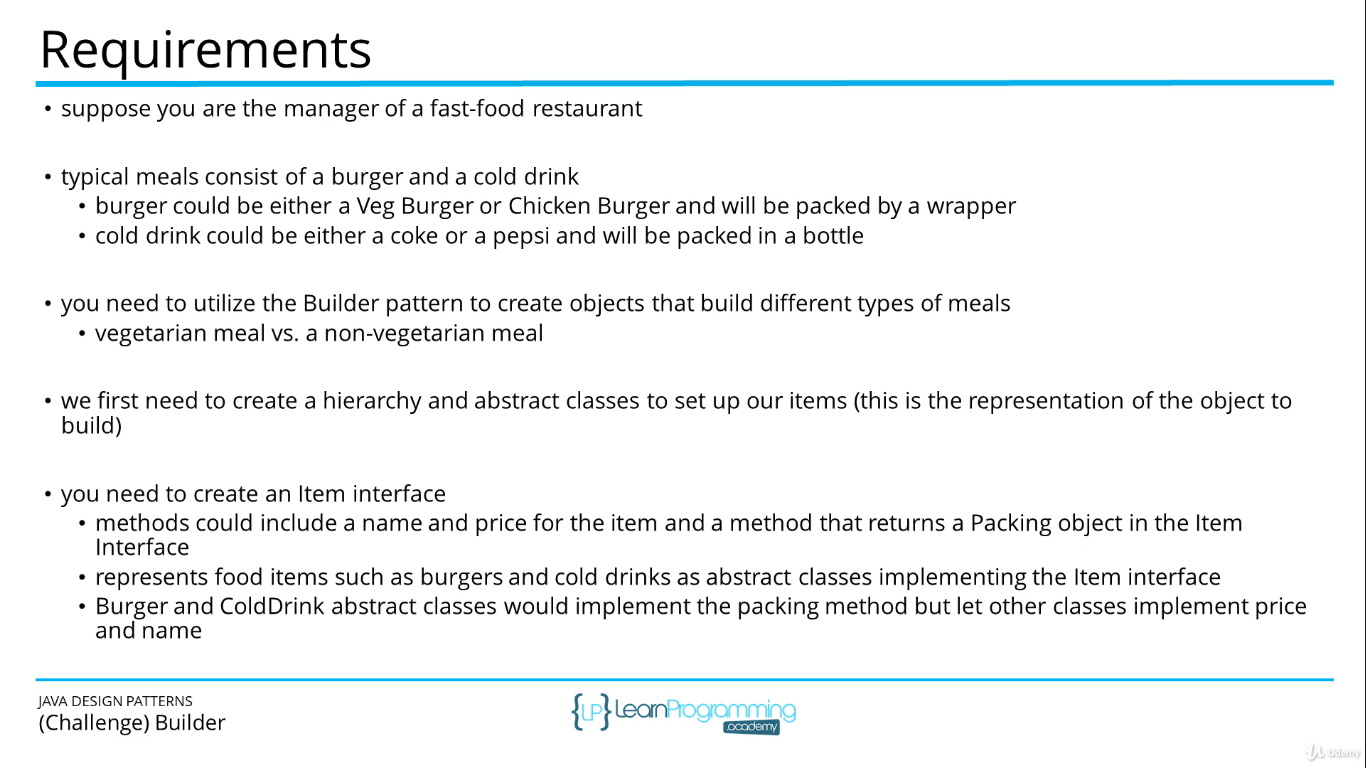 Requirements
• suppose you are the manager of a fast-food restaurant
• typical meals consist of a burger and a cold drink
• burger could be either a Veg Burger or Chicken Burger and will be packed by a wrapper
• cold drink could be either a coke or a pepsi and will be packed in a bottle
• you need to utilize the Builder pattern to create objects that build different types of meals
• vegetarian meal vs. a non-vegetarian meal
• we first need to create a hierarchy and abstract classes to set up our items (this is the representation of the object to
build)
• you need to create an Item interface
• methods could include a name and price for the item and a method that returns a Packing object in the Item
Interface
• represents food items such as burgers and cold drinks as abstract classes implementing the Item interface
• Burger and ColdDrink abstract classes would implement the packing method but let other classes implement price
and name
JAVA DESIGN PATTERNS
(Challenge) Builder
{LP} LearnProgramming
.academy
Udemy